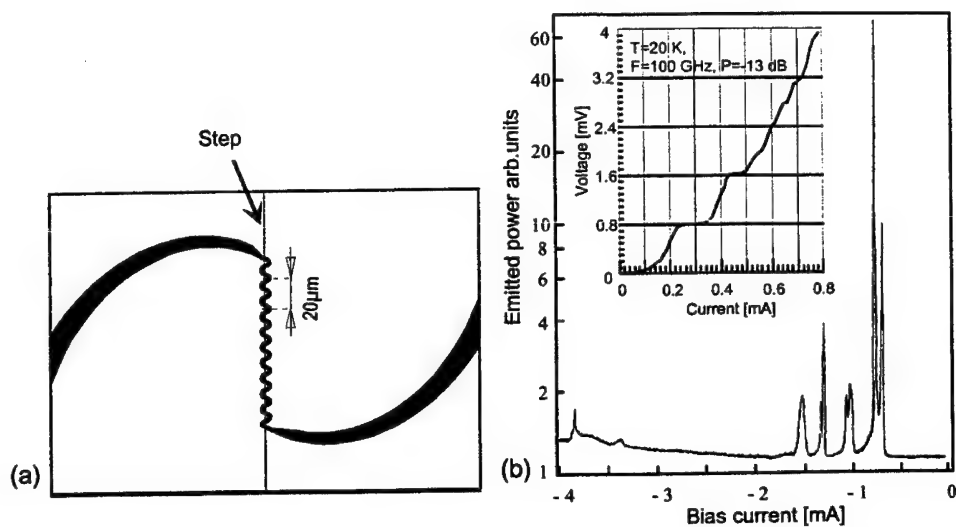 Step
20μm
(a)
Emitted power arb.units
60
40
20
10
8
6
4
2
1
-4
-3
-2
-1
0
Bias current [mA]
(b)
T=20K,
F=100 GHz, P=-13 dB
Voltage [mV]
4
3.2
2.4
1.6
0.8
0
0
0.2
0.4
0.6
0.8
Current [mA]